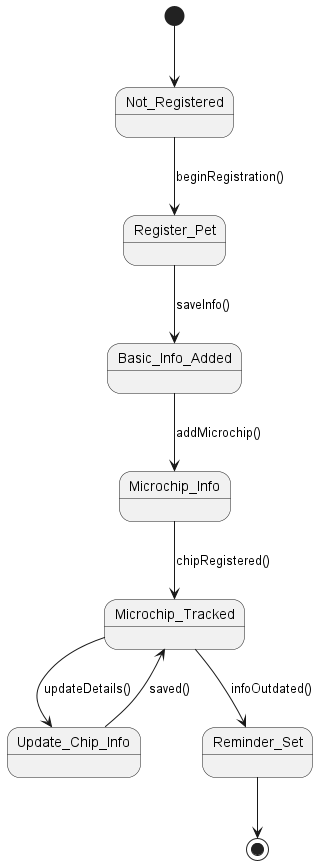 Not_Registered
beginRegistration()
Register_Pet
saveInfo()
Basic_Info_Added
addMicrochip()
Microchip_Info
chipRegistered()
Microchip_Tracked
updateDetails()
saved()
infoOutdated()
Update_Chip_Info
Reminder_Set